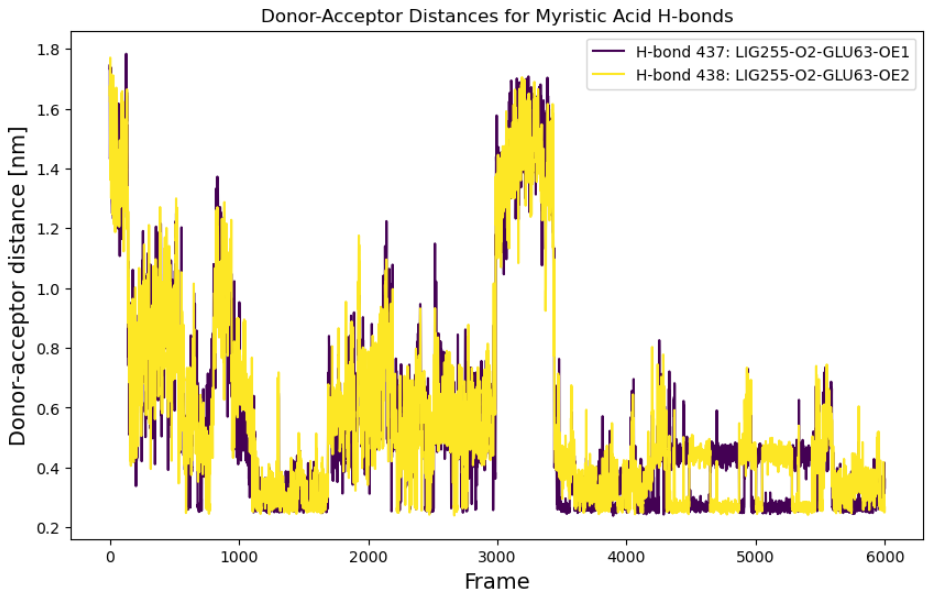 Donor-Acceptor Distances for Myristic Acid H-bonds
H-bond 437: LIG255-O2-GLU63-OE1
H-bond 438: LIG255-O2-GLU63-OE2
Donor-acceptor distance [nm]
1.8
1.6
1.4
1.2
1.0
0.8
0.6
0.4
0.2
0 1000 2000 3000 4000 5000 6000
Frame